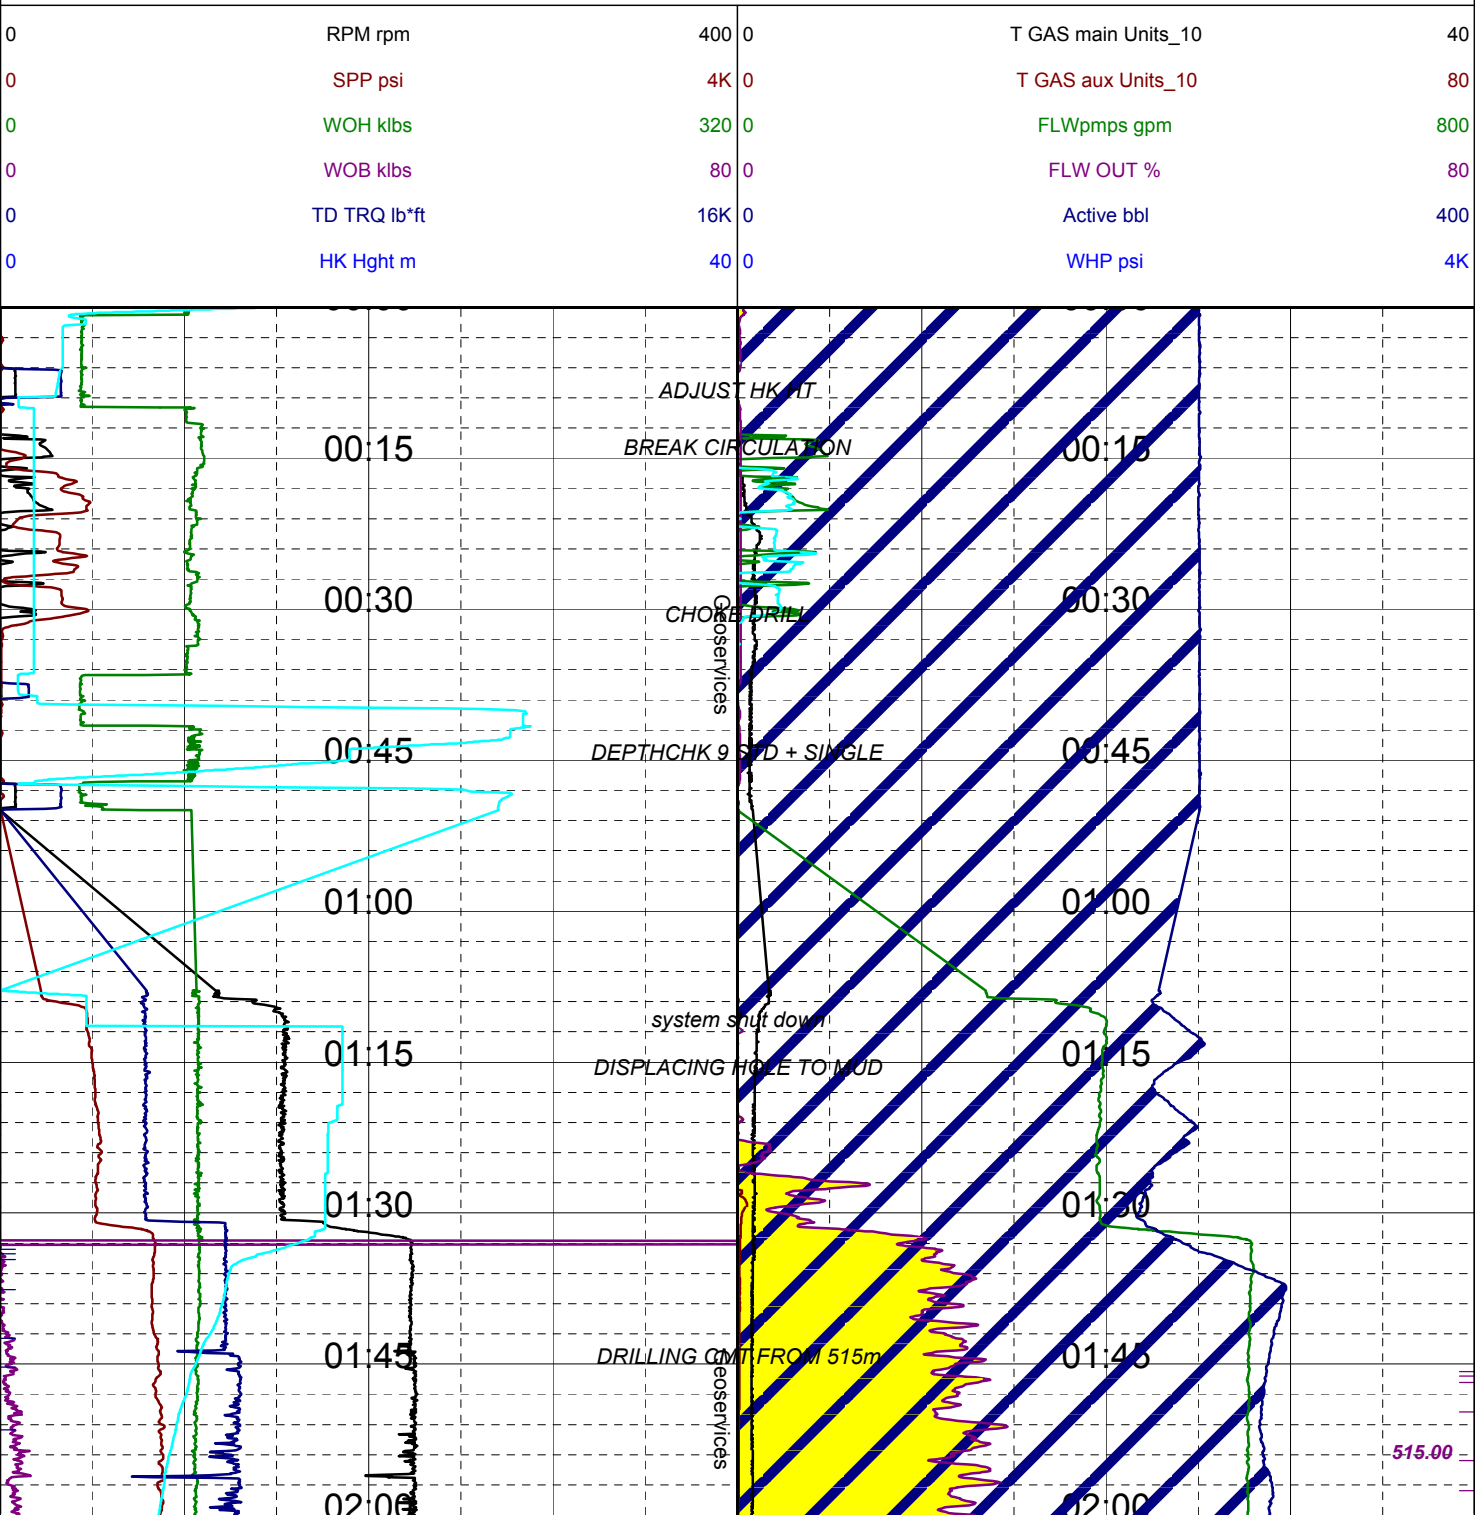 0 RPM rpm 400 0 T GAS main Units_10 40
0 SPP psi 4K 0 T GAS aux Units_10 80
0 WOH klbs 320 0 FLWpmps gpm 800
0 WOB klbs 80 0 FLW OUT % 80
0 TD TRQ lb*ft 16K 0 Active bbl 400
0 HK Hght m 40 0 WHP psi 4K
ADJUST HK HT
00:15 BREAK CIRCULATION 00:15
00:30 00:30
CHOKE DRILL
Geoservices
00:45 DEPTHCHK 9 STD + SINGLE 00:45
01:00 01:00
system shut down
01:15 01:15
DISPLACING HOLE TO MUD
01:30 01:30
01:45 DRILLING CMT FROM 515m 01:45
Geoservices
515.00
02:00 02:00